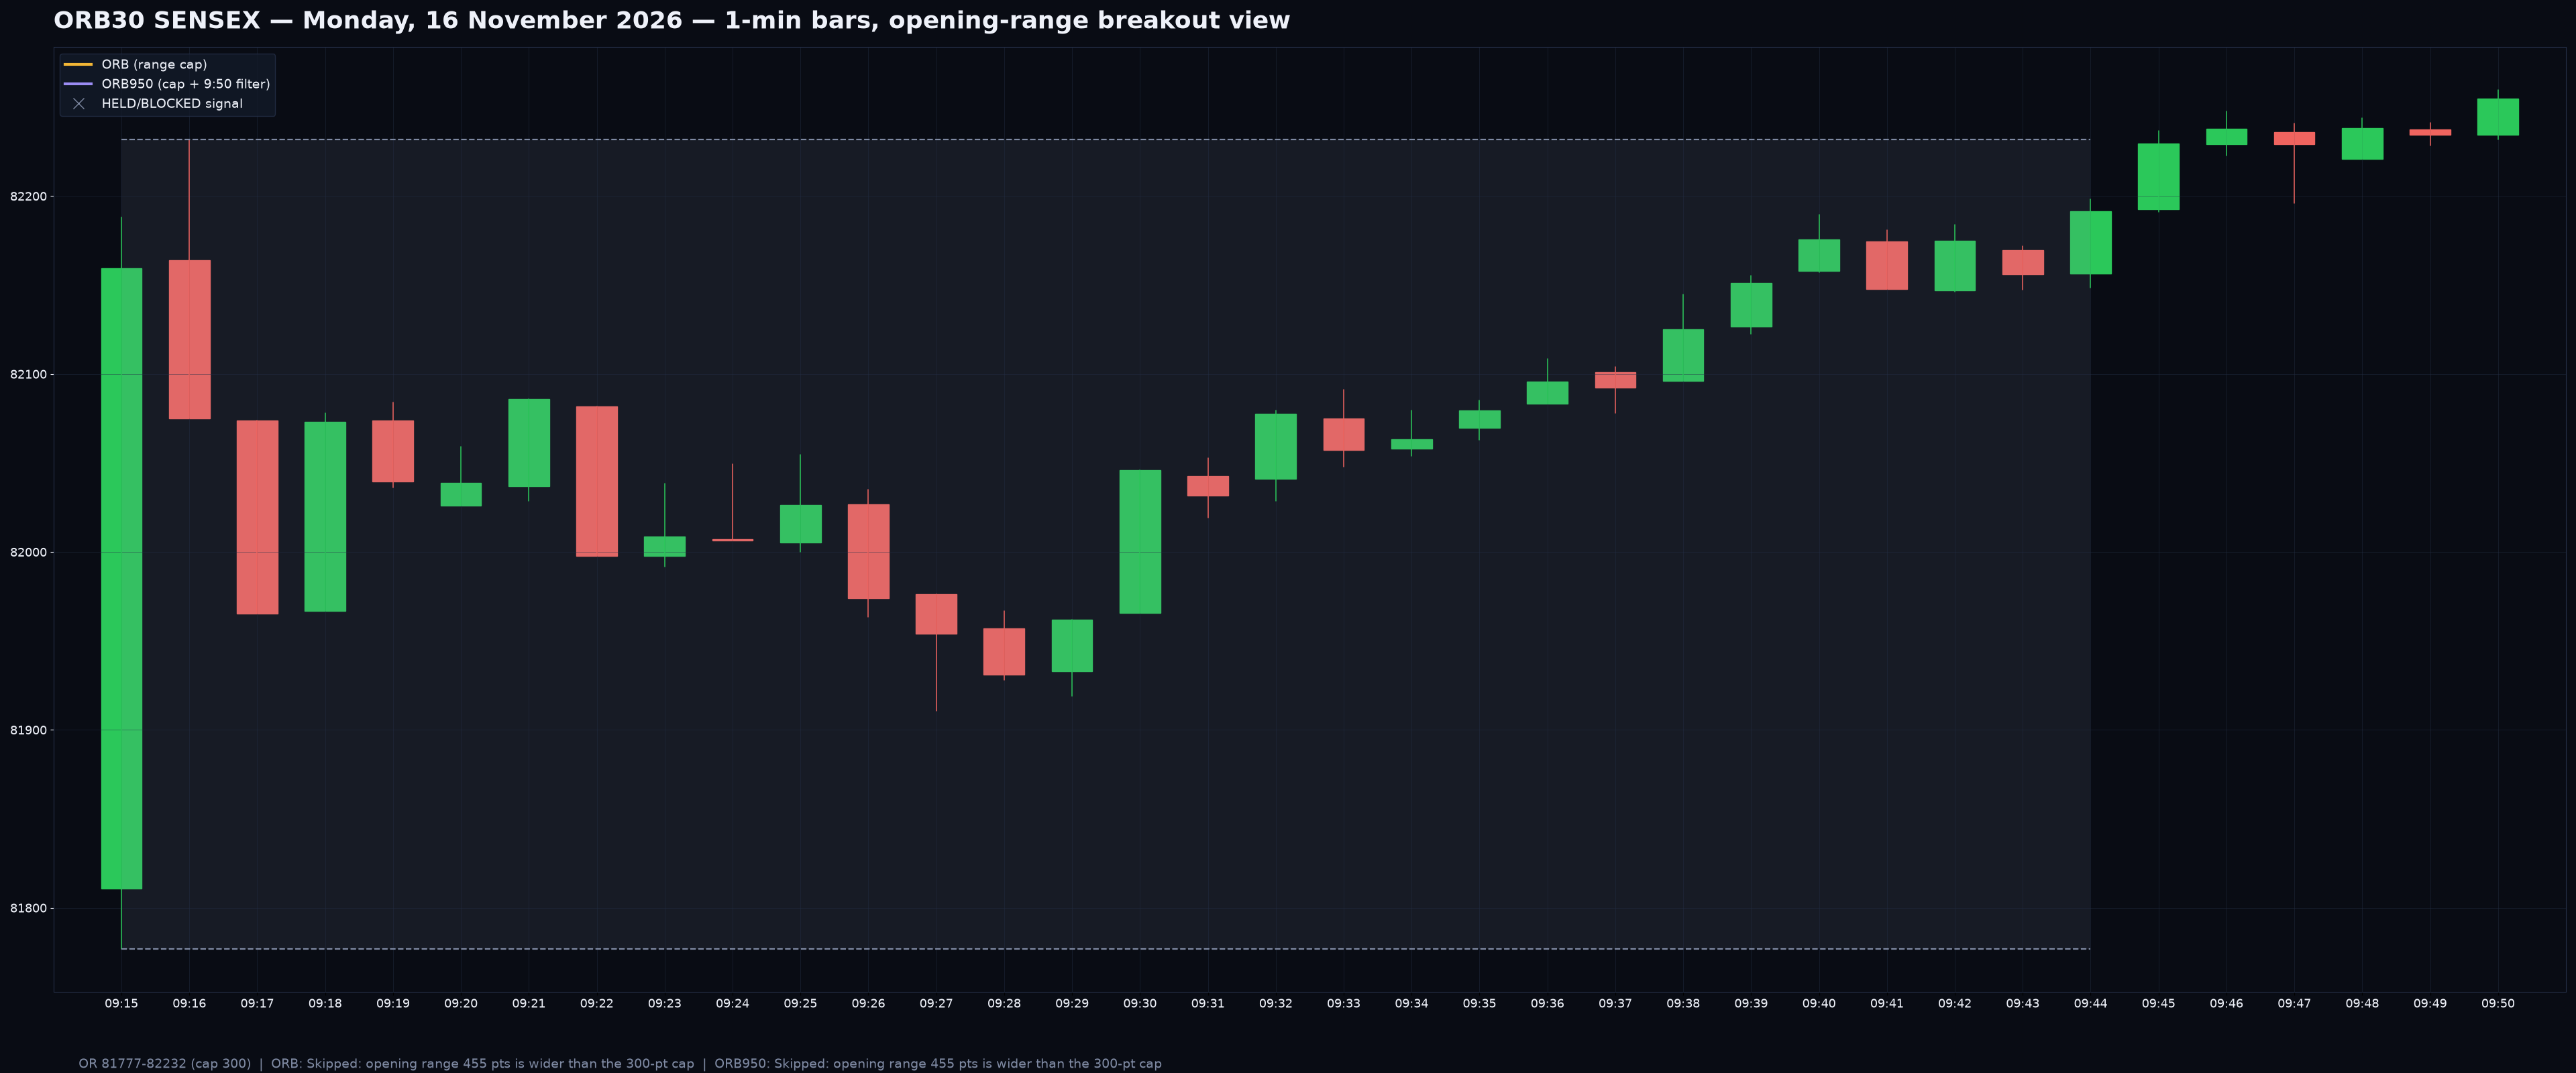 ORB30 SENSEX — Monday, 16 November 2026 — 1-min bars, opening-range breakout view
ORB (range cap)
ORB950 (cap + 9:50 filter)
HELD/BLOCKED signal
82200
82100
82000
81900
81800
09:15 09:16 09:17 09:18 09:19 09:20 09:21 09:22 09:23 09:24 09:25 09:26 09:27 09:28 09:29 09:30 09:31 09:32 09:33 09:34 09:35 09:36 09:37 09:38 09:39 09:40 09:41 09:42 09:43 09:44 09:45 09:46 09:47 09:48 09:49 09:50
OR 81777-82232 (cap 300) | ORB: Skipped: opening range 455 pts is wider than the 300-pt cap | ORB950: Skipped: opening range 455 pts is wider than the 300-pt cap